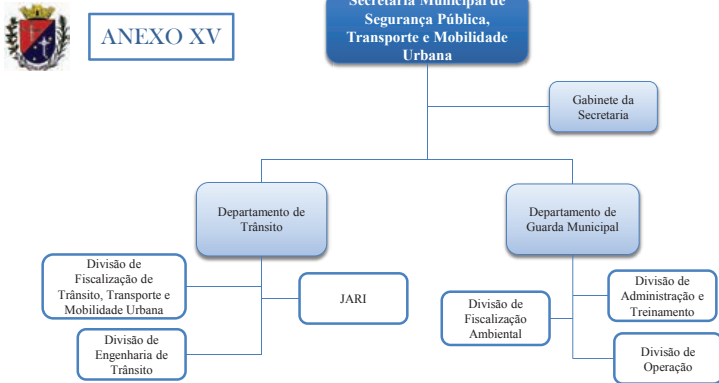 ANEXO XV
Secretaria Municipal de
Segurança Pública,
Transporte e Mobilidade
Urbana
Gabinete da
Secretaria
Departamento de
Trânsito
Departamento de
Guarda Municipal
Divisão de
Fiscalização de
Trânsito, Transporte e
Mobilidade Urbana
JARI
Divisão de
Engenharia de
Trânsito
Divisão de
Fiscalização
Ambiental
Divisão de
Administração e
Treinamento
Divisão de
Operação